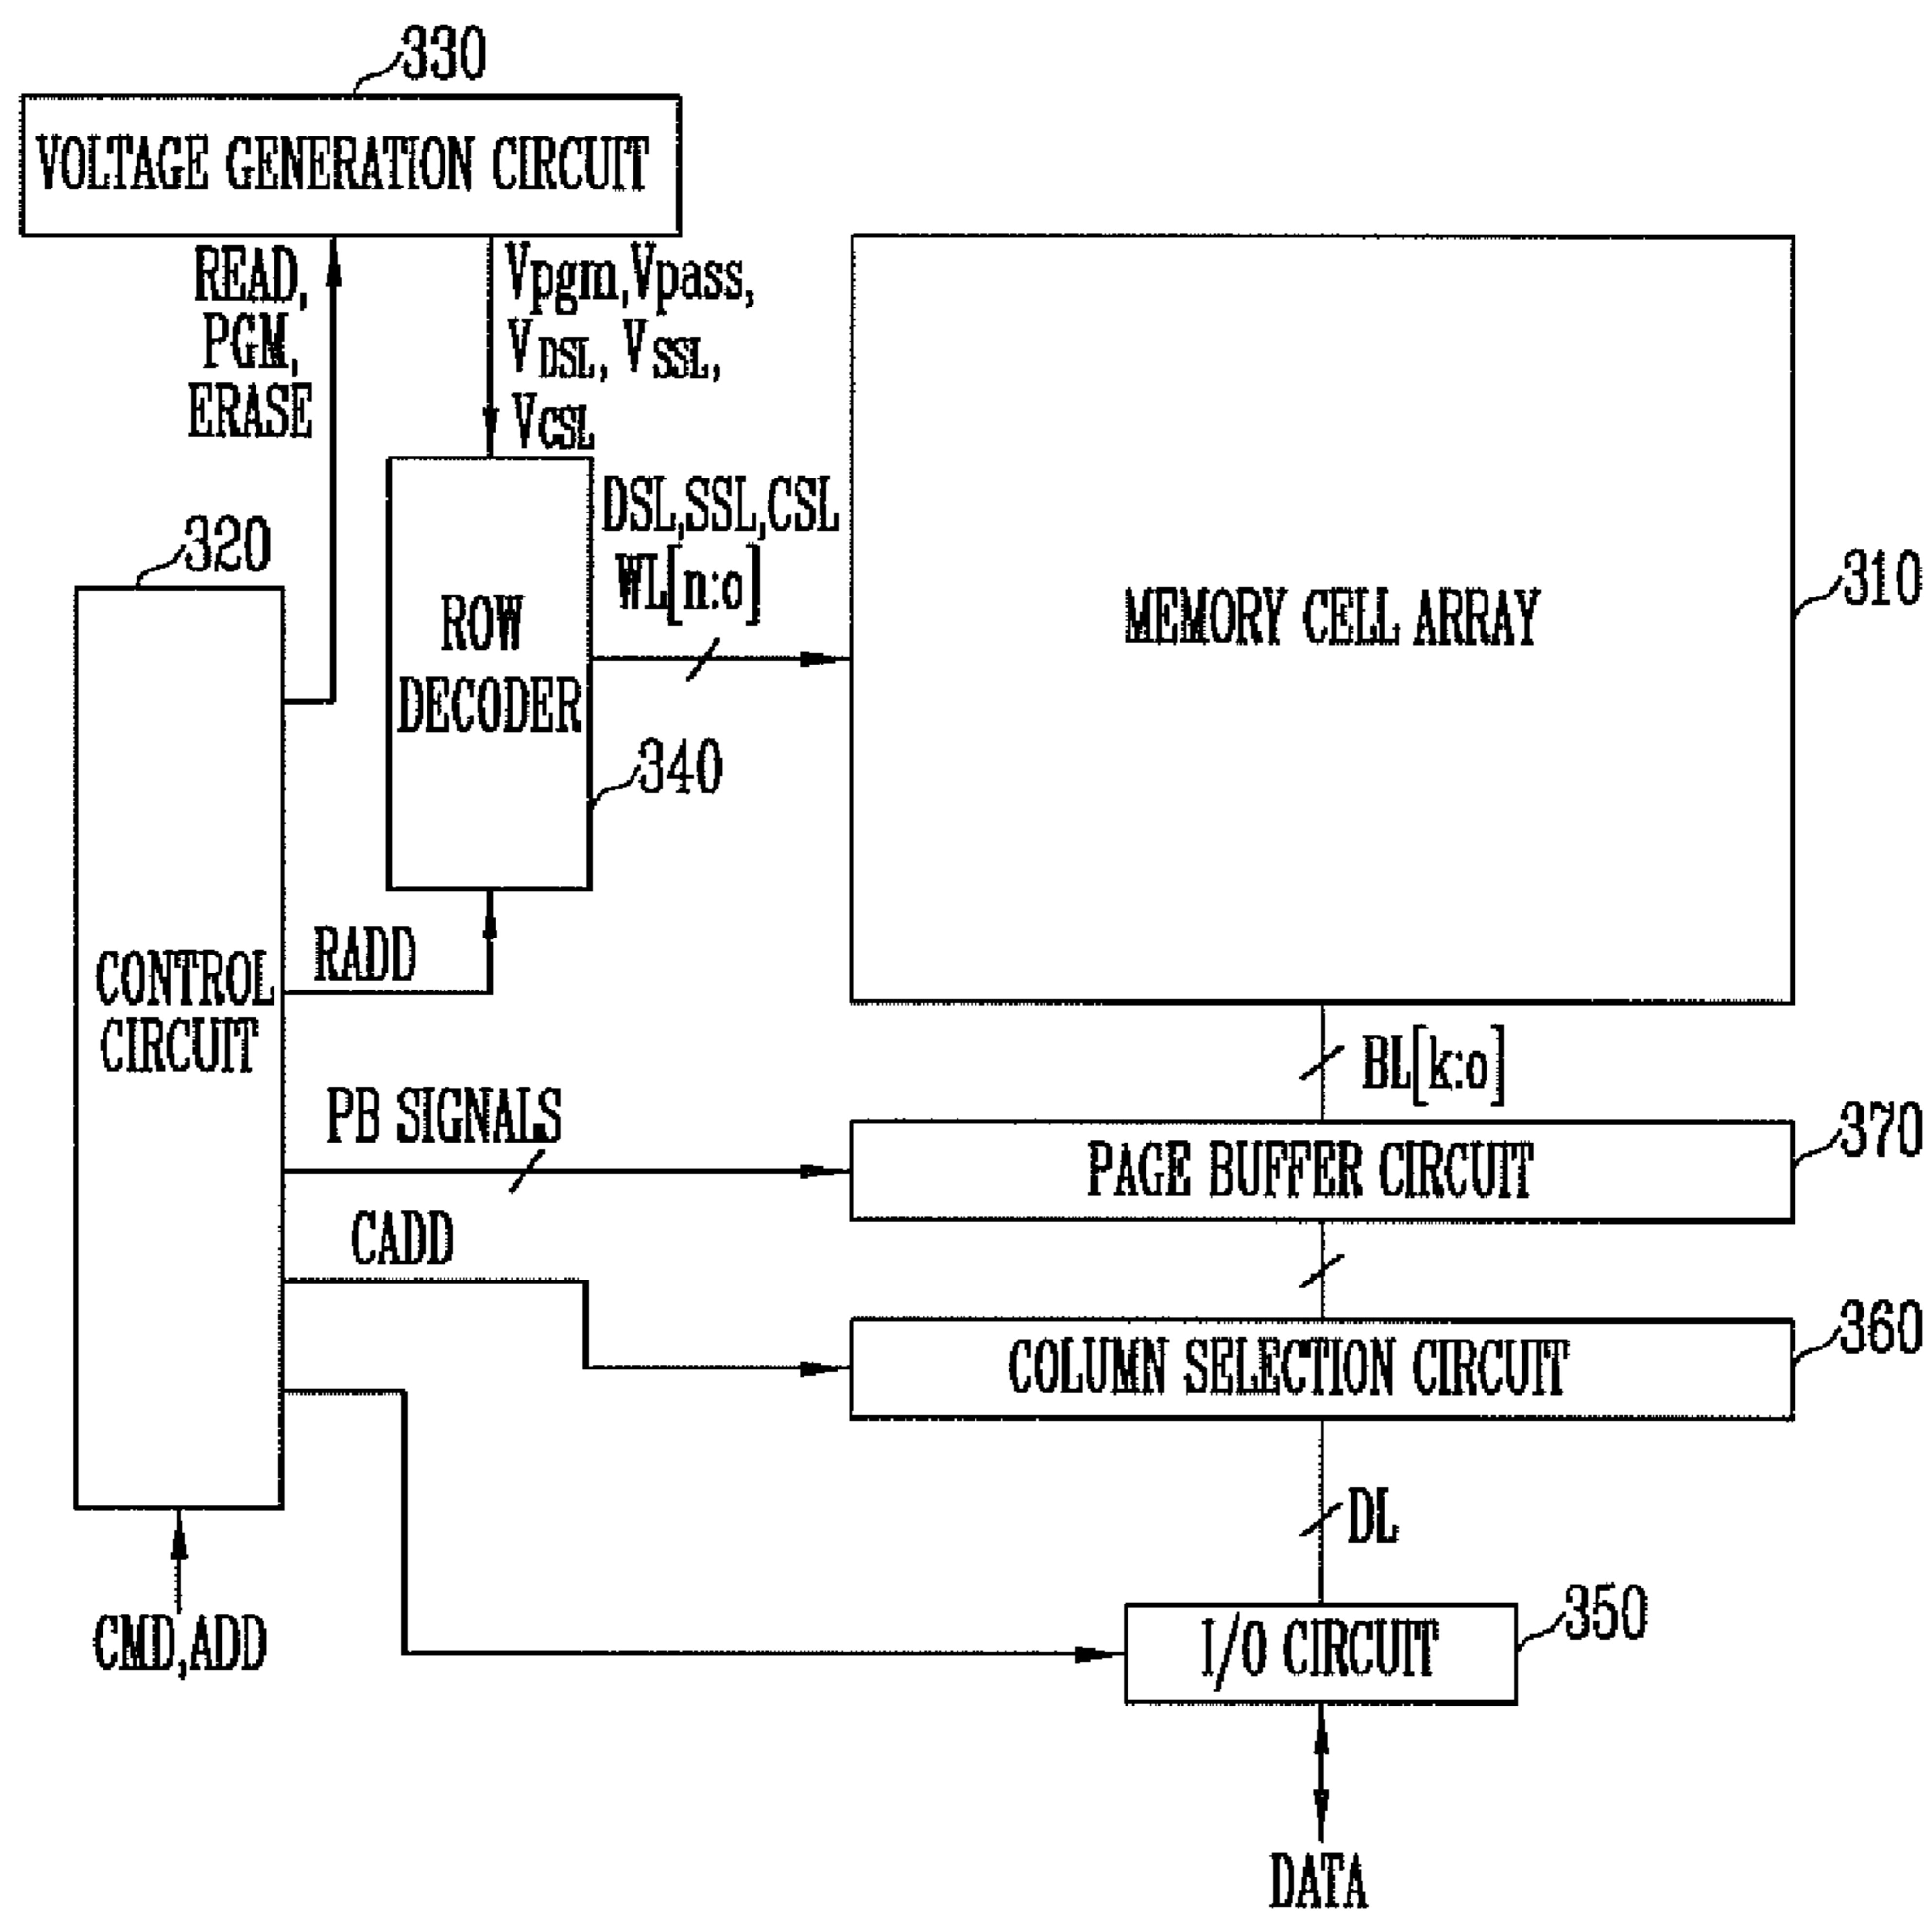 330
VOLTAGE GENERATION CIRCUIT
READ,
PGM,
ERASE
Vpgm,Vpass,
VDSL, VSSL,
VCSL
DSL,SSL,CSL
WL[n:o]
320
ROW
DECODER
340
MEMORY CELL ARRAY
310
CONTROL
CIRCUIT
RADD
BL[k:o]
PB SIGNALS
370
PAGE BUFFER CIRCUIT
CADD
360
COLUMN SELECTION CIRCUIT
DL
350
I/O CIRCUIT
CMD,ADD
DATA